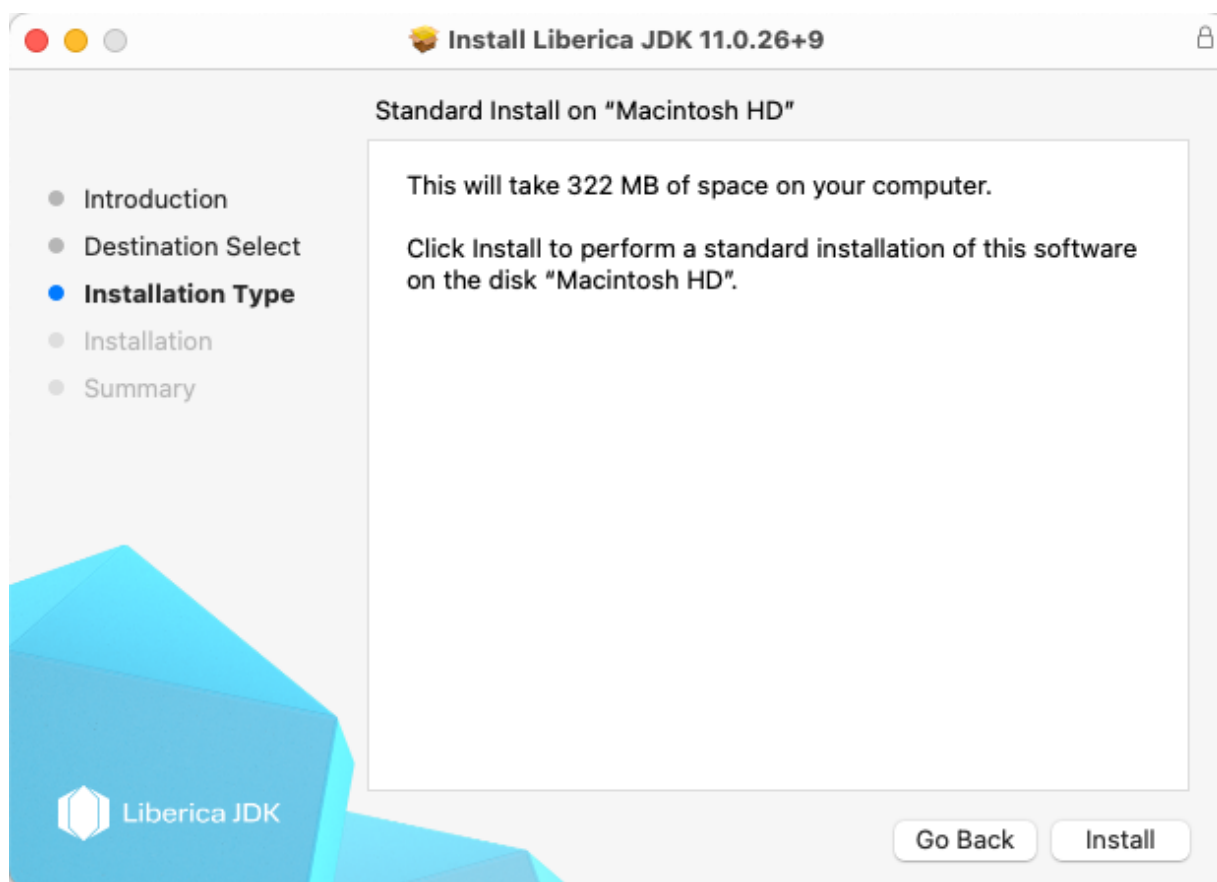 Install Liberica JDK 11.0.26+9
Standard Install on “Macintosh HD”
Introduction
Destination Select
Installation Type
Installation
Summary
This will take 322 MB of space on your computer.
Click Install to perform a standard installation of this software
on the disk “Macintosh HD”.
Liberica JDK
Go Back
Install